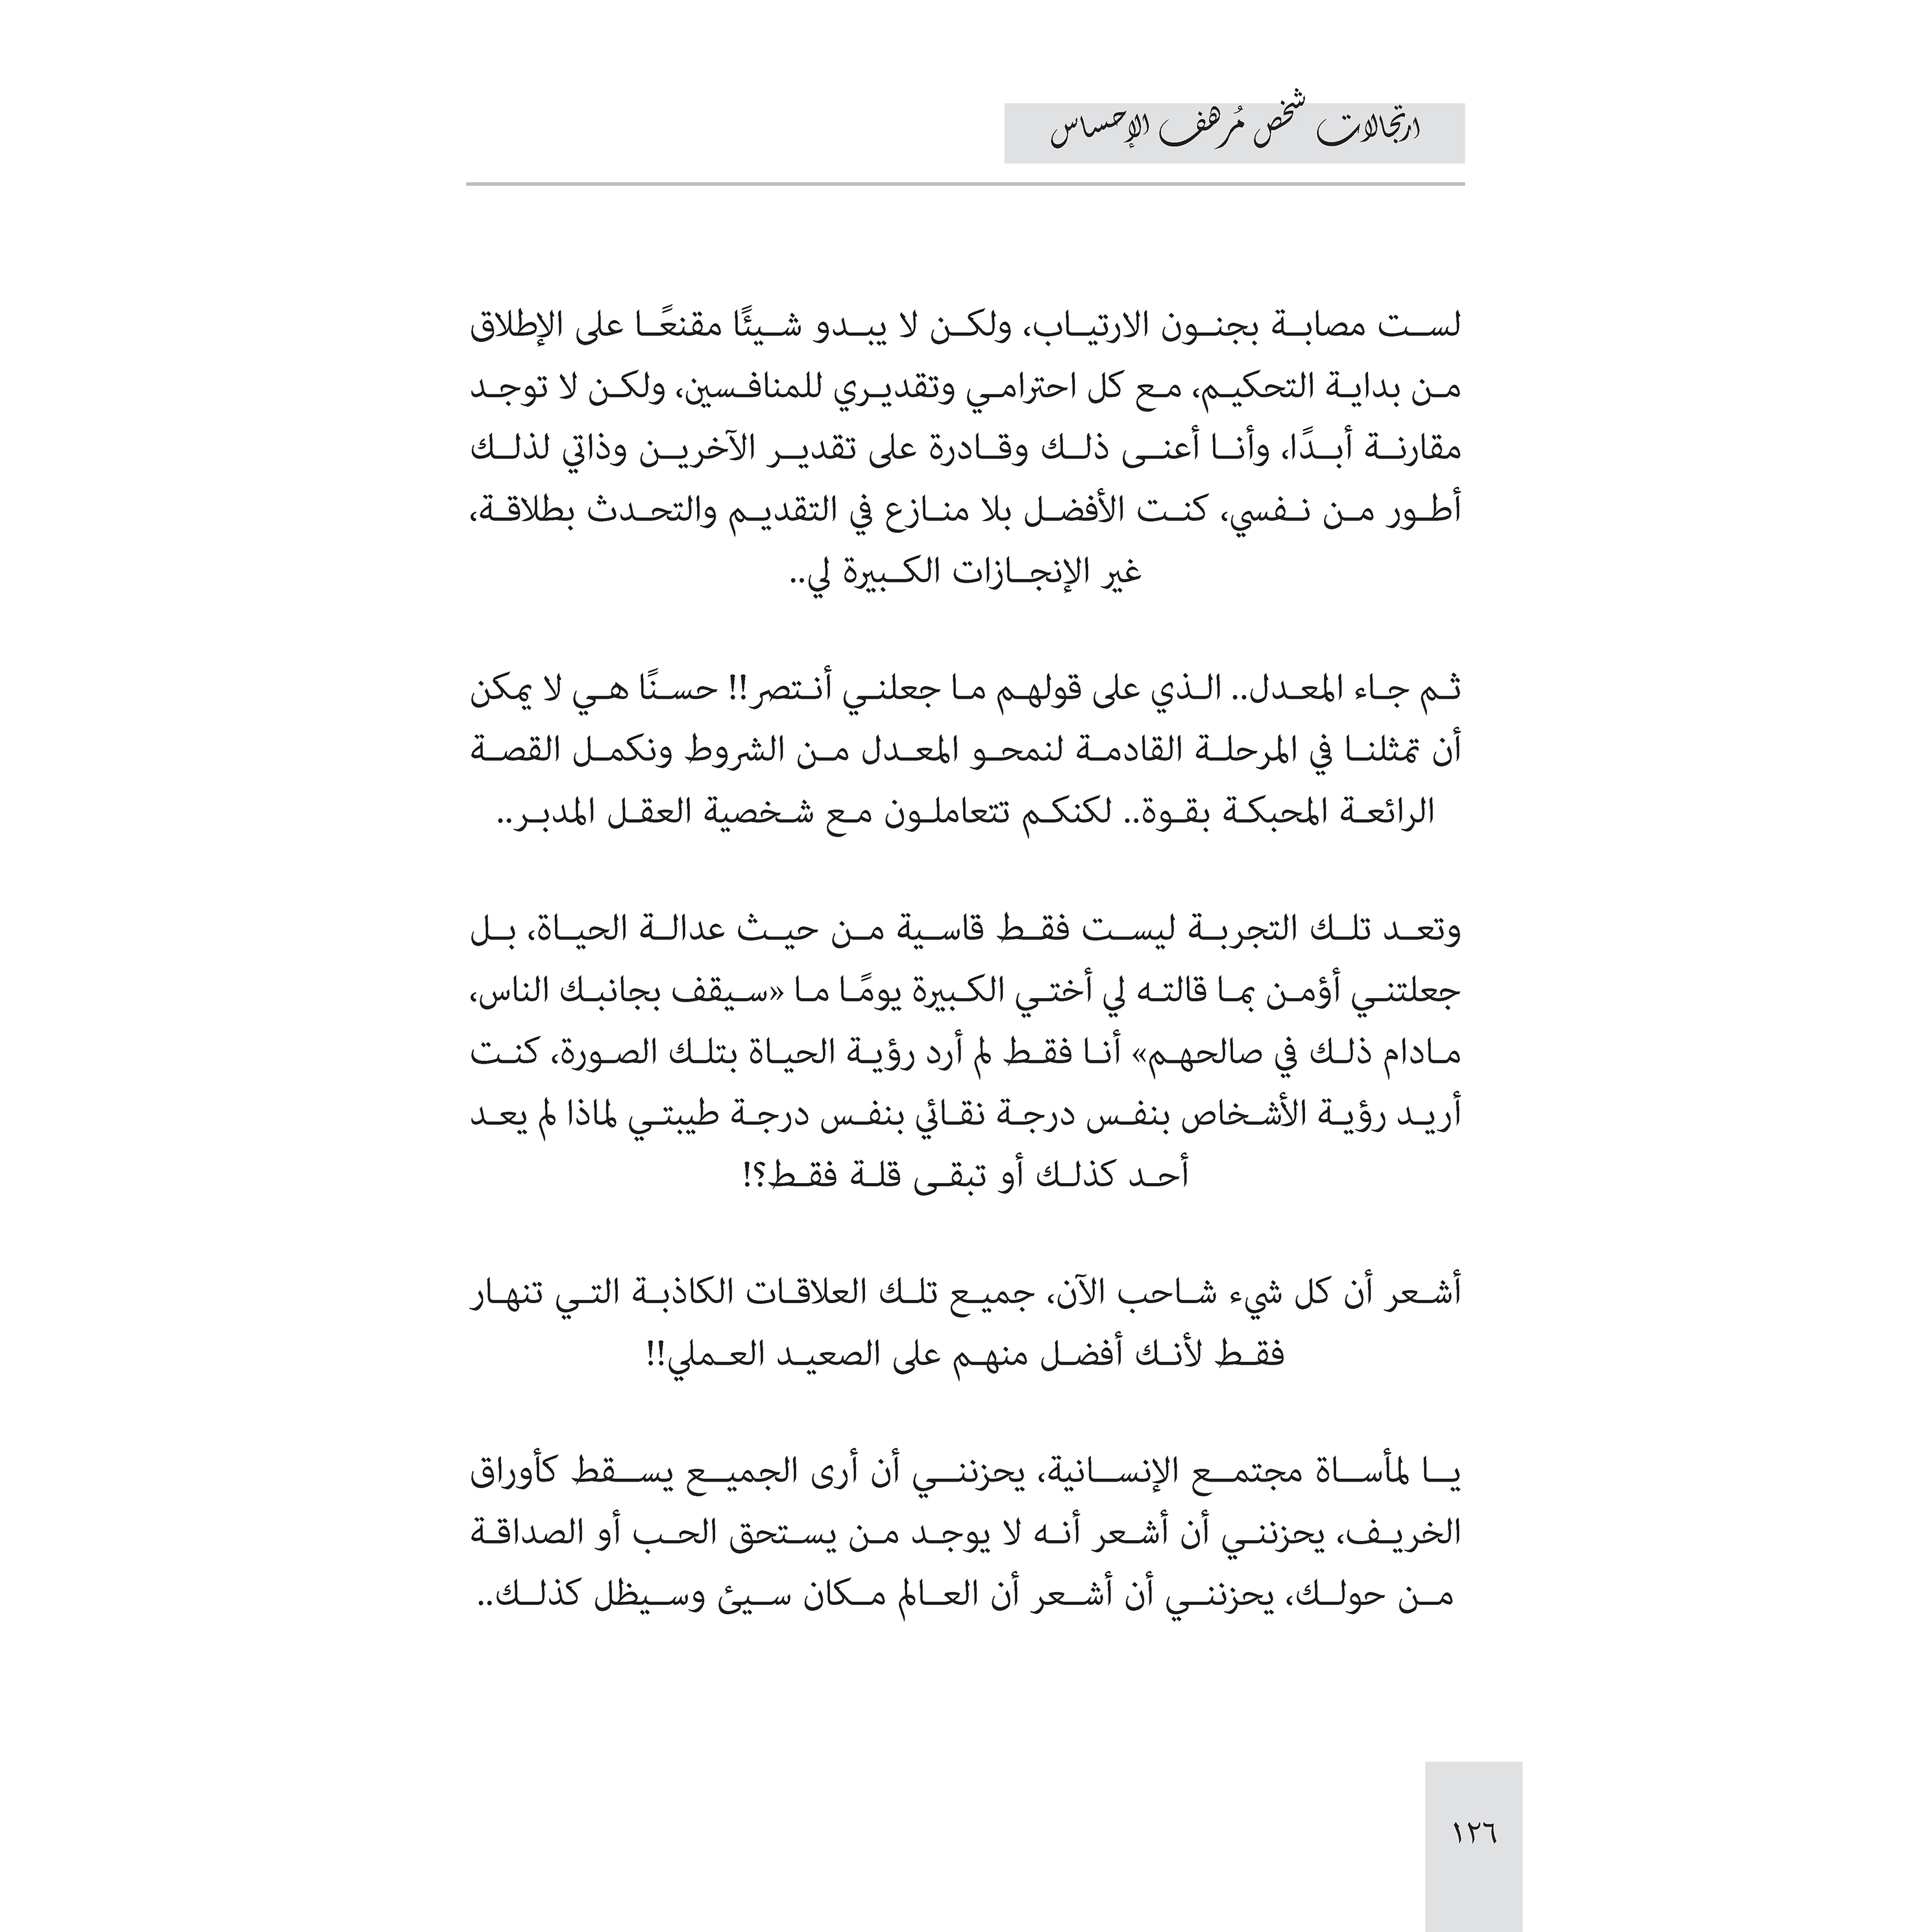 ارتجالات شخص مُرهف الإحساس
لست مصابة بجنون الارتياب، ولكن لا يبدو شيئًا مقنعًا على الإطلاق
من بداية التحكيم، مع كل احترامي وتقديري للمنافسين، ولكن لا توجد
مقارنة أبدًا، وأنا أعنى ذلك وقادرة على تقدير الآخرين وذاتي لذلك
أطور من نفسي، كنت الأفضل بلا منازع في التقديم والتحدث بطلاقة،
غير الإنجازات الكبيرة لي..
ثم جاء المعدل.. الذي على قولهم ما جعلني أنتصر!! حسنًا هي لا يمكن
أن تمثلنا في المرحلة القادمة لنمحو المعدل من الشروط ونكمل القصة
الرائعة المحبكة بقوة.. لكنكم تتعاملون مع شخصية العقل المدبر..
وتعد تلك التجربة ليست فقط قاسية من حيث عدالة الحياة، بل
جعلتني أؤمن بما قالته لي أختي الكبيرة يومًا ما «سيقف بجانبك الناس،
مادام ذلك في صالحهم» أنا فقط لم أرد رؤية الحياة بتلك الصورة، كنت
أريد رؤية الأشخاص بنفس درجة نقائي بنفس درجة طيبتي لماذا لم يعد
أحد كذلك أو تبقى قلة فقط؟!
أشعر أن كل شيء شاحب الآن، جميع تلك العلاقات الكاذبة التي تنهار
فقط لأنك أفضل منهم على الصعيد العملي!!
يا لمأساة مجتمع الإنسانية، يحزنني أن أرى الجميع يسقط كأوراق
الخريف، يحزنني أن أشعر أنه لا يوجد من يستحق الحب أو الصداقة
من حولك، يحزنني أن أشعر أن العالم مكان سيئ وسيظل كذلك..
١٢٦